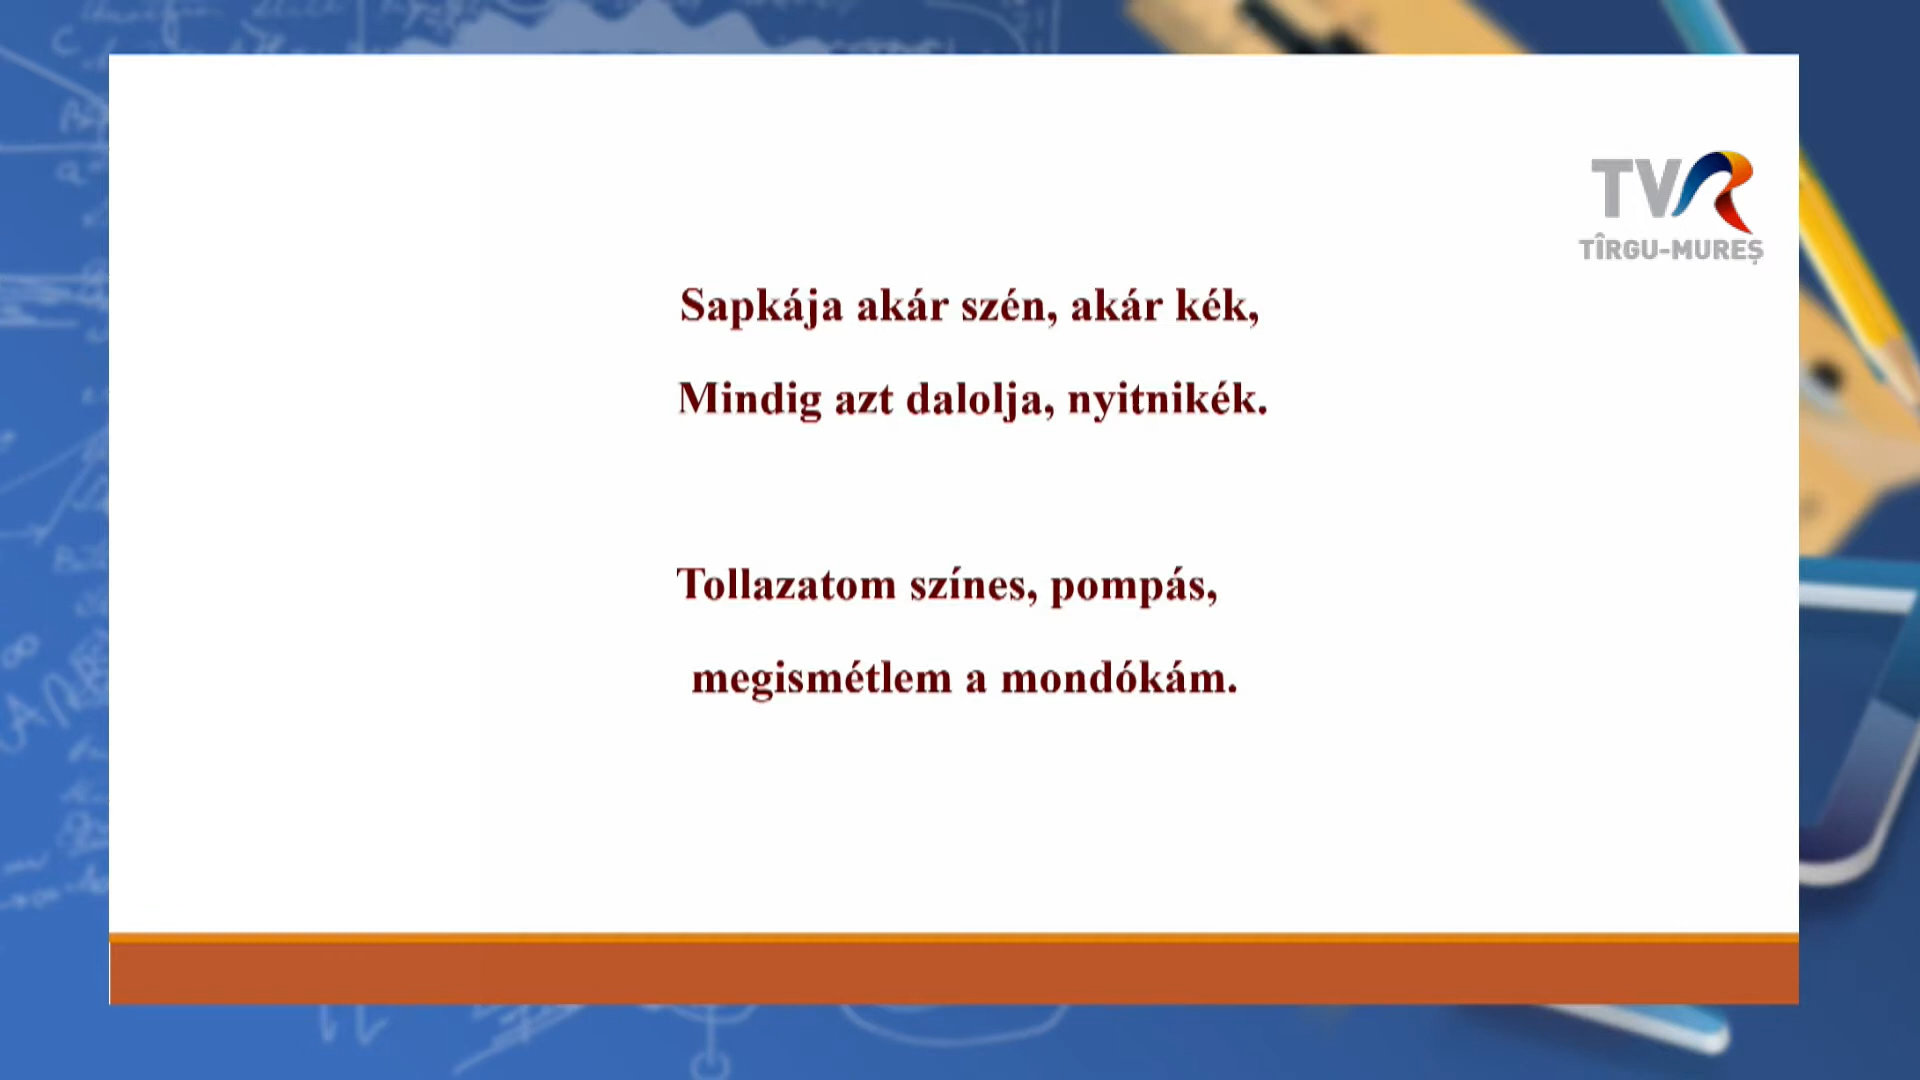 TVR
TÎRGU-MUREȘ
Sapkája akár szén, akár kék,
Mindig azt dalolja, nyitnikék.
Tollazatom színes, pompás,
megismétlem a mondókám.